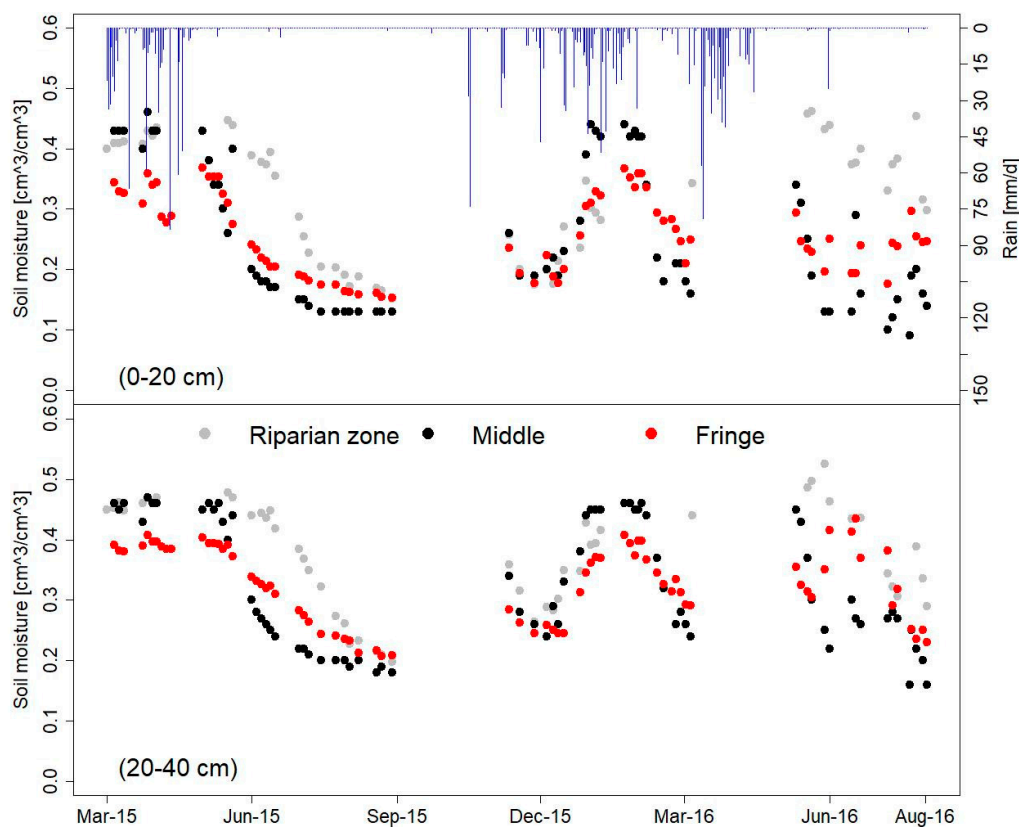 0.6
0.5
0.4
0.3
0.2
0.1
0.0
Soil moisture [cm^3/cm^3]
0
15
30
45
60
75
90
120
150
Rain [mm/d]
(0-20 cm)
0.6
0.5
0.4
0.3
0.2
0.1
0.0
Soil moisture [cm^3/cm^3]
Riparian zone
Middle
Fringe
(20-40 cm)
Mar-15
Jun-15
Sep-15
Dec-15
Mar-16
Jun-16
Aug-16